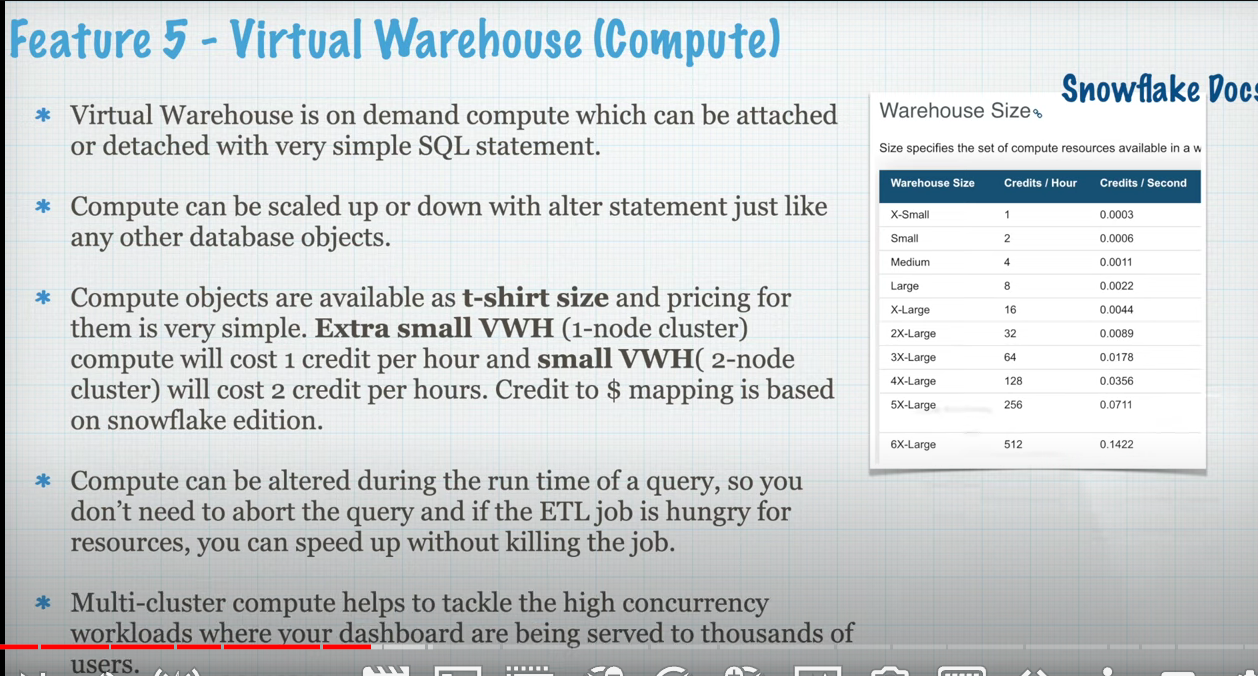 Feature 5 - Virtual Warehouse (Compute)
* Virtual Warehouse is on demand compute which can be attached
or detached with very simple SQL statement.
* Compute can be scaled up or down with alter statement just like
any other database objects.
* Compute objects are available as t-shirt size and pricing for
them is very simple. Extra small VWH (1-node cluster)
compute will cost 1 credit per hour and small VWH( 2-node
cluster) will cost 2 credit per hours. Credit to $ mapping is based
on snowflake edition.
* Compute can be altered during the run time of a query, so you
don't need to abort the query and if the ETL job is hungry for
resources, you can speed up without killing the job.
* Multi-cluster compute helps to tackle the high concurrency
workloads where your dashboard are being served to thousands of
users.
Snowflake Docs
Warehouse Size
Size specifies the set of compute resources available in a w
Warehouse Size Credits / Hour Credits / Second
X-Small 1 0.0003
Small 2 0.0006
Medium 4 0.0011
Large 8 0.0022
X-Large 16 0.0044
2X-Large 32 0.0089
3X-Large 64 0.0178
4X-Large 128 0.0356
5X-Large 256 0.0711
6X-Large 512 0.1422